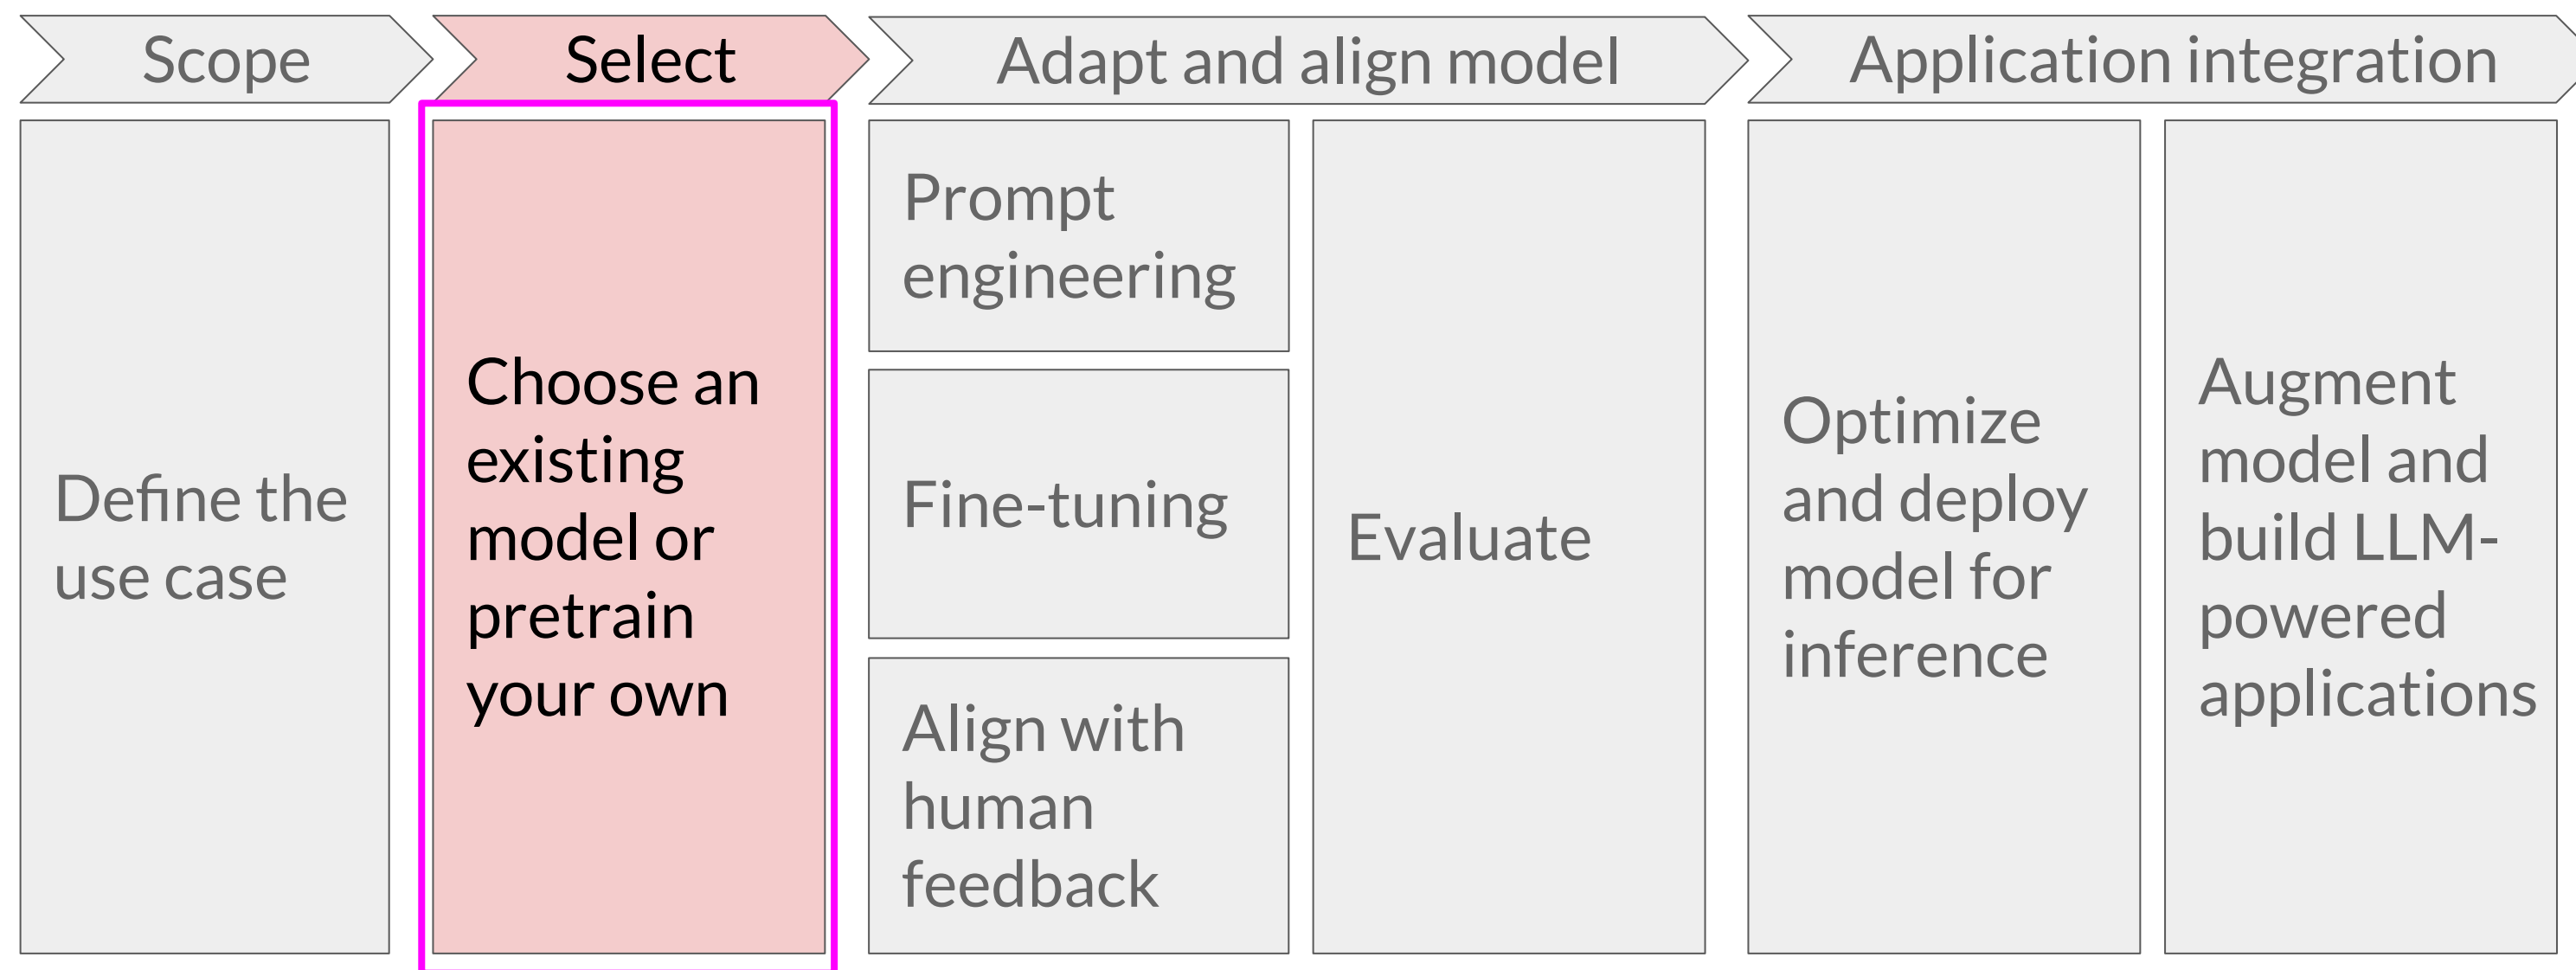 Scope
Select
Adapt and align model
Application integration
Define the
use case
Choose an
existing
model or
pretrain
your own
Prompt
engineering
Fine-tuning
Align with
human
feedback
Evaluate
Optimize
and deploy
model for
inference
Augment
model and
build LLM-
powered
applications